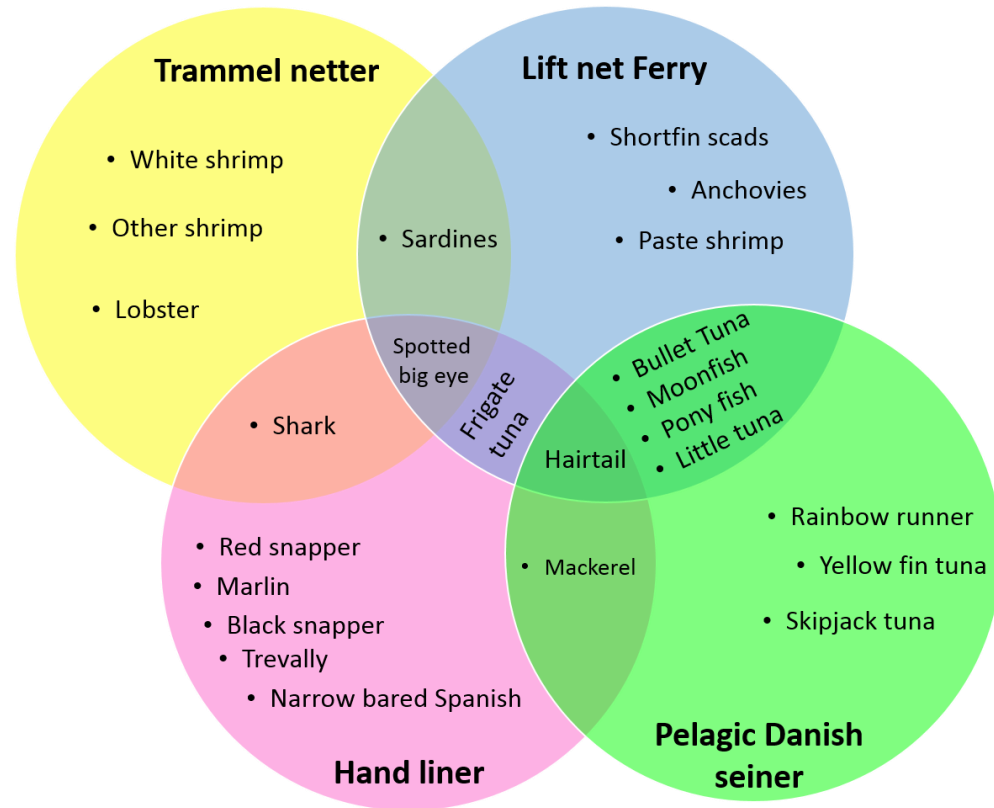 Trammel netter
Lift net Ferry
• White shrimp
• Other shrimp
• Lobster
• Shortfin scads
• Anchovies
• Paste shrimp
• Sardines
Spotted
big eye
Frigate
tuna
• Bullet Tuna
• Moonfish
• Pony fish
• Little tuna
Hairtail
• Shark
• Mackerel
• Red snapper
• Marlin
• Black snapper
• Trevally
• Narrow bared Spanish
• Rainbow runner
• Yellow fin tuna
• Skipjack tuna
Hand liner
Pelagic Danish
seiner